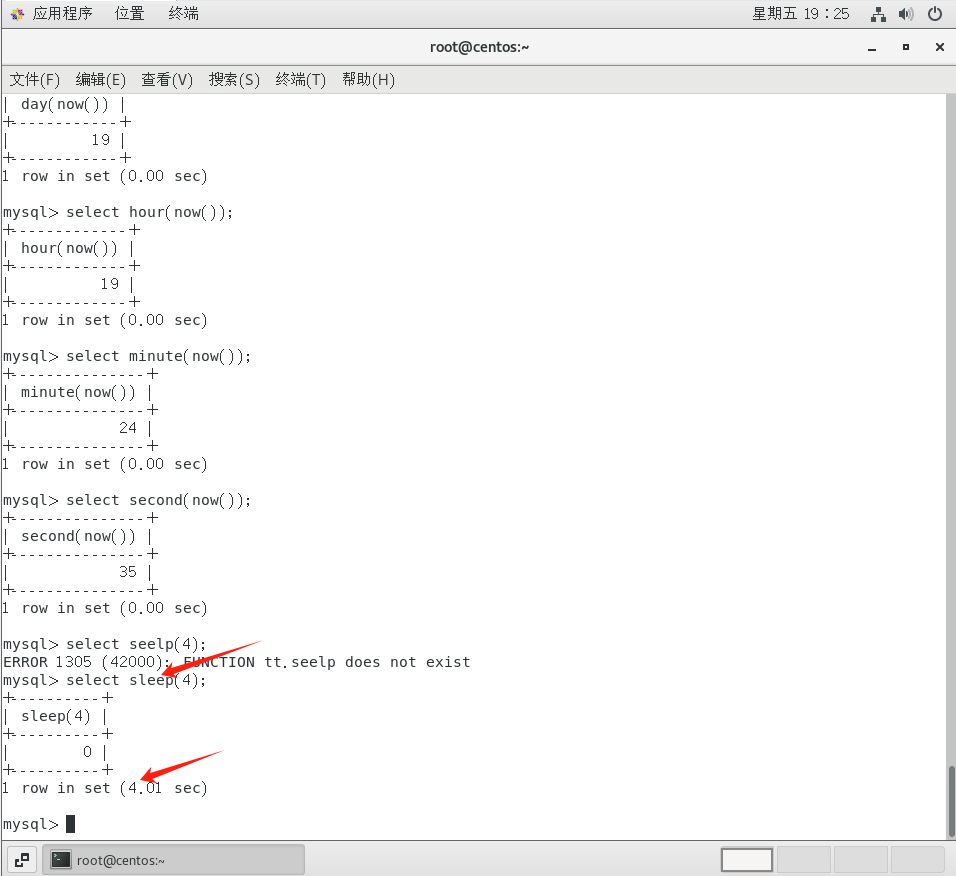 应用程序 位置 终端 星期五 19:25
root@centos:~
文件(F) 编辑(E) 查看(V) 搜索(S) 终端(T) 帮助(H)
| day(now()) |
+------------+
|         19 |
+------------+
1 row in set (0.00 sec)
mysql> select hour(now());
+-------------+
| hour(now()) |
+-------------+
|          19 |
+-------------+
1 row in set (0.00 sec)
mysql> select minute(now());
+---------------+
| minute(now()) |
+---------------+
|            24 |
+---------------+
1 row in set (0.00 sec)
mysql> select second(now());
+---------------+
| second(now()) |
+---------------+
|            35 |
+---------------+
1 row in set (0.00 sec)
mysql> select seelp(4);
ERROR 1305 (42000): FUNCTION tt.seelp does not exist
mysql> select sleep(4);
+----------+
| sleep(4) |
+----------+
|        0 |
+----------+
1 row in set (4.01 sec)
mysql>
root@centos:~